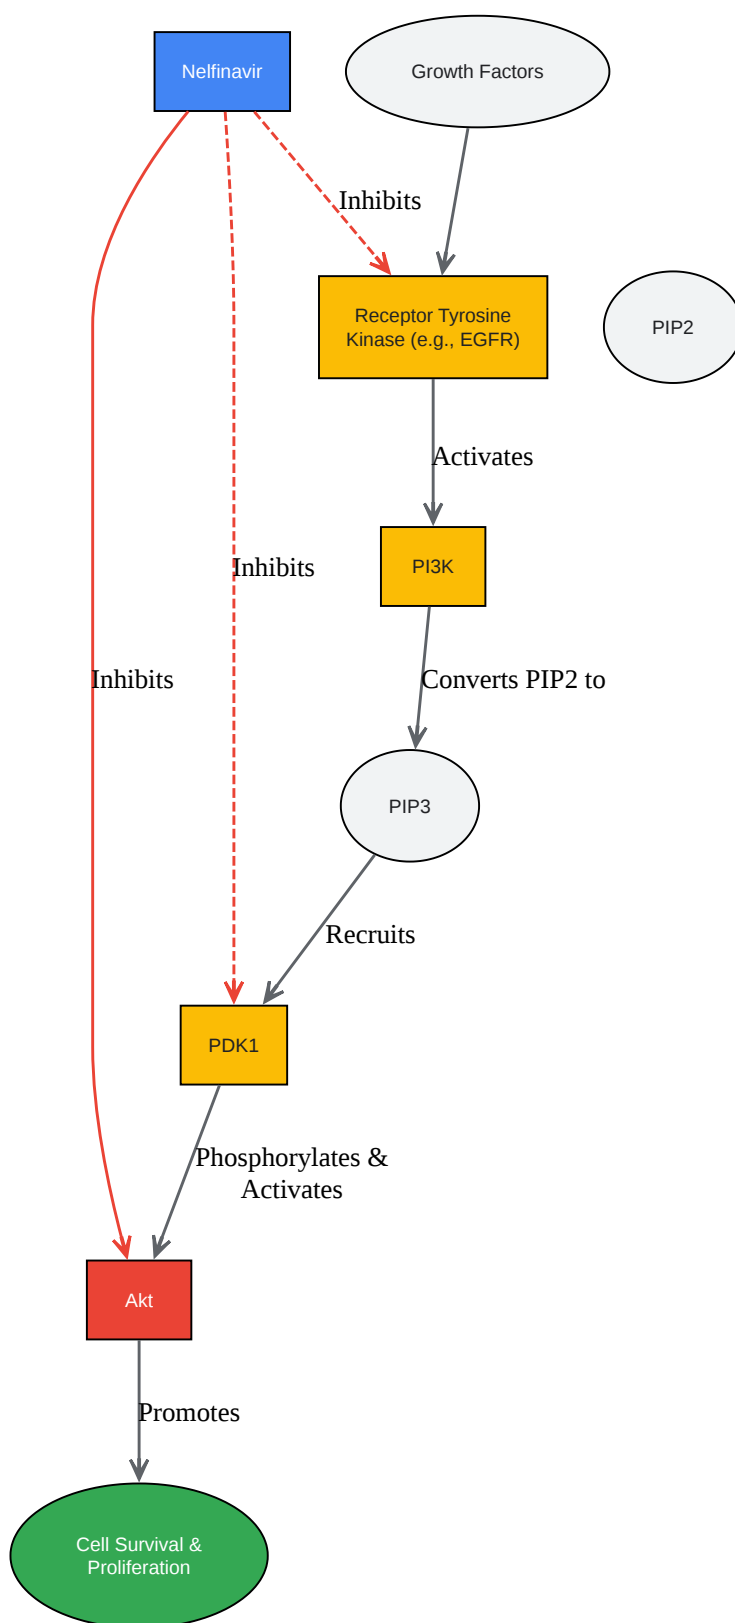 Nelfinavir
Growth Factors
Inhibits
Receptor Tyrosine
Kinase (e.g., EGFR)
PIP2
Activates
Inhibits
PI3K
Inhibits
Converts PIP2 to
PIP3
Recruits
PDK1
Phosphorylates &
Activates
Akt
Promotes
Cell Survival &
Proliferation